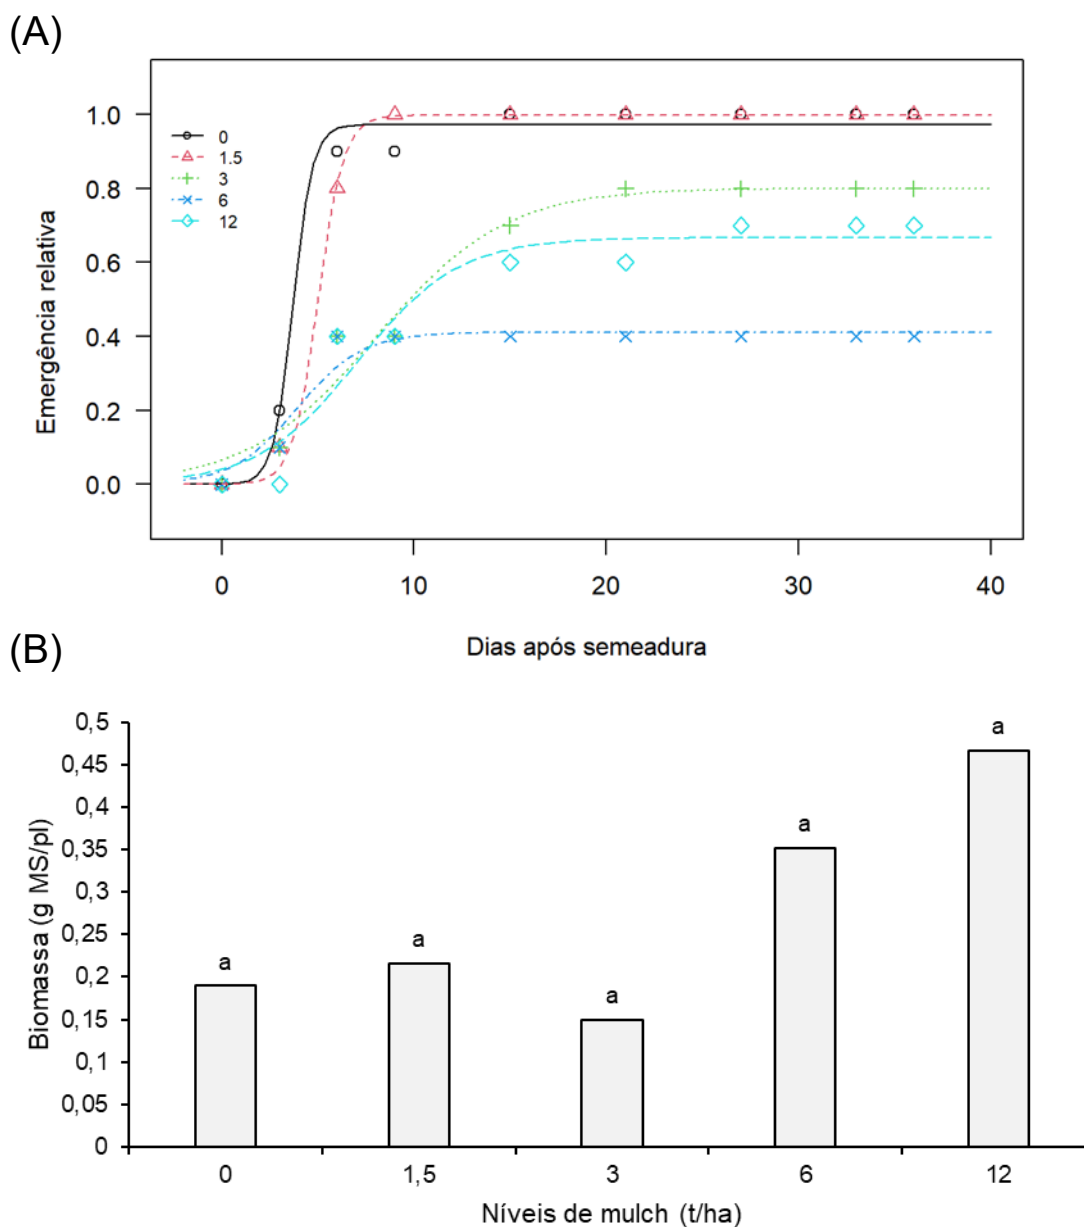 (A)
1.0
0.8
0.6
0.4
0.2
0.0
Emergência relativa
0
1.5
3
6
12
0 10 20 30 40
Dias após semeadura
(B)
0,5
0,45
0,4
0,35
0,3
0,25
0,2
0,15
0,1
0,05
0
Biomassa (g MS/pl)
a a a a a
0 1,5 3 6 12
Níveis de mulch (t/ha)